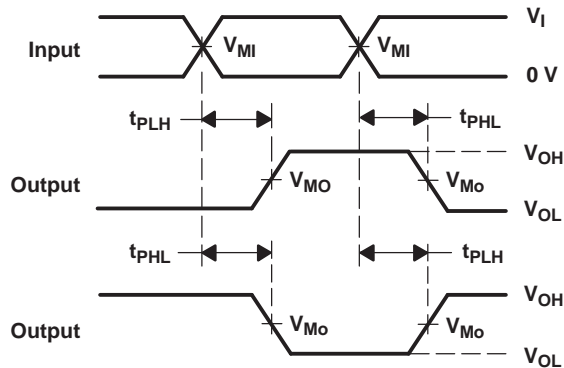 V_I
Input
V_MI
V_MI
0 V
t_PLH
t_PHL
V_OH
Output
V_MO
V_Mo
V_OL
t_PHL
t_PLH
V_OH
Output
V_Mo
V_Mo
V_OL